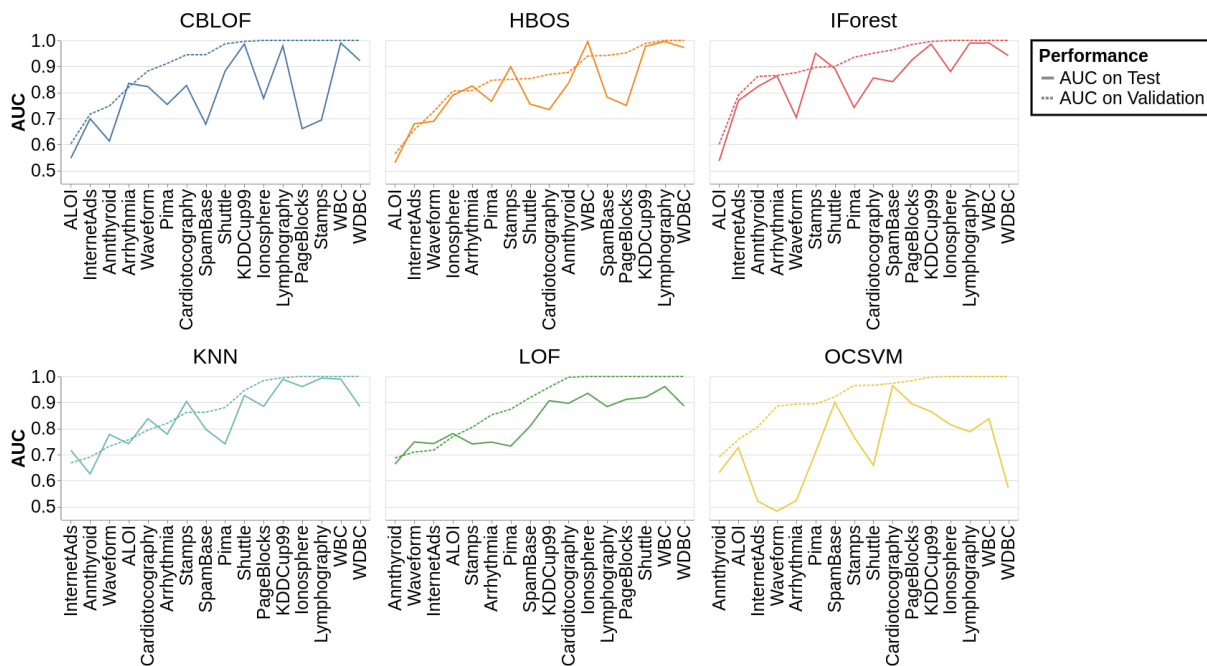 CBLOF
HBOS
IForest
Performance
AUC on Test
AUC on Validation
AUC
1.0
0.9
0.8
0.7
0.6
0.5
ALOI
InternetAds
Annthyroid
Arrhythmia
Waveform
Pima
Cardiotocography
SpamBase
Shuttle
KDDCup99
Ionosphere
Lymphography
PageBlocks
Stamps
WBC
WDBC
ALOI
InternetAds
Waveform
Ionosphere
Arrhythmia
Pima
Stamps
Shuttle
Cardiotocography
Annthyroid
WBC
SpamBase
PageBlocks
KDDCup99
Lymphography
WDBC
ALOI
InternetAds
Annthyroid
Arrhythmia
Waveform
Stamps
Shuttle
Pima
Cardiotocography
SpamBase
PageBlocks
KDDCup99
Ionosphere
Lymphography
WBC
WDBC
KNN
LOF
OCSVM
AUC
1.0
0.9
0.8
0.7
0.6
0.5
InternetAds
Annthyroid
Waveform
ALOI
Cardiotocography
Arrhythmia
Stamps
SpamBase
Pima
Shuttle
PageBlocks
KDDCup99
Ionosphere
Lymphography
WBC
WDBC
Annthyroid
Waveform
InternetAds
ALOI
Stamps
Arrhythmia
Pima
SpamBase
KDDCup99
Cardiotocography
Ionosphere
Lymphography
PageBlocks
Shuttle
WBC
WDBC
Annthyroid
ALOI
InternetAds
Waveform
Arrhythmia
Pima
SpamBase
Stamps
Shuttle
Cardiotocography
PageBlocks
KDDCup99
Ionosphere
Lymphography
WBC
WDBC